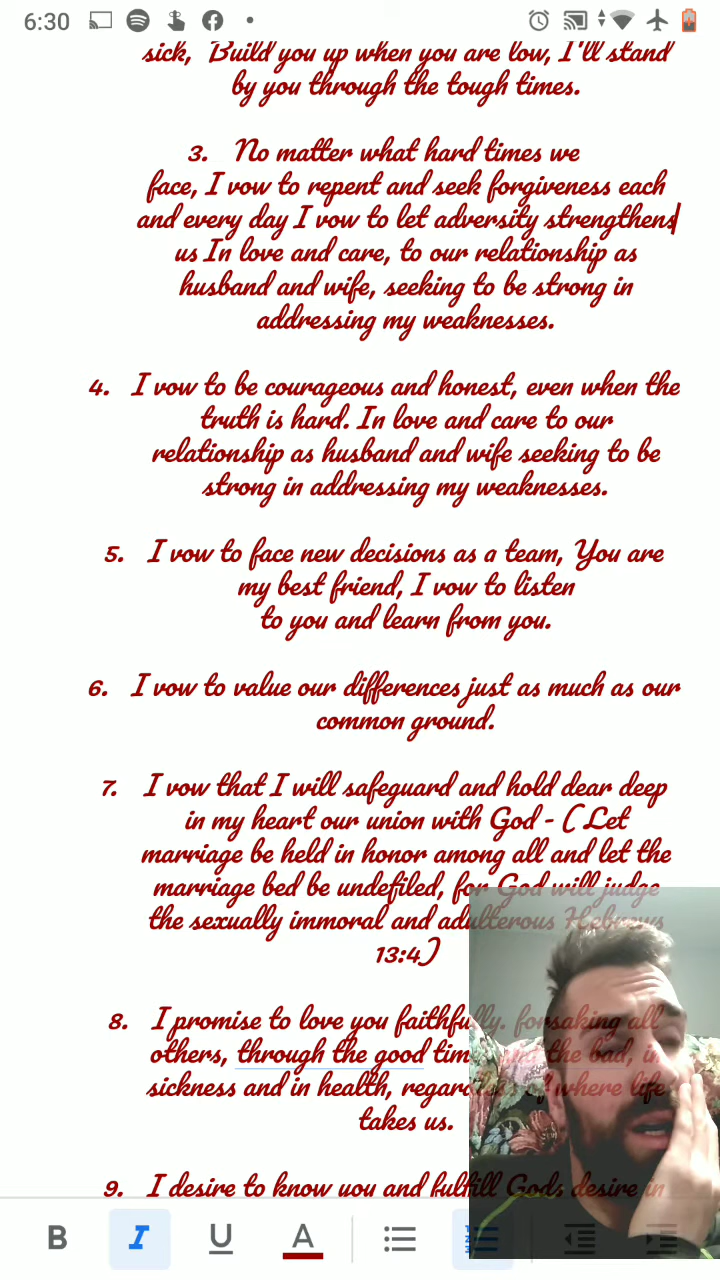 6:30
sick, Build you up when you are low, I'll stand
by you through the tough times.
3. No matter what hard times we
face, I vow to repent and seek forgiveness each
and every day I vow to let adversity strengthens
us In love and care, to our relationship as
husband and wife, seeking to be strong in
addressing my weaknesses.
4. I vow to be courageous and honest, even when the
truth is hard. In love and care to our
relationship as husband and wife seeking to be
strong in addressing my weaknesses.
5. I vow to face new decisions as a team, You are
my best friend, I vow to listen
to you and learn from you.
6. I vow to value our differences just as much as our
common ground.
7. I vow that I will safeguard and hold dear deep
in my heart our union with God - ( Let
marriage be held in honor among all and let the
marriage bed be undefiled, for God will judge
the sexually immoral and adulterous Hebrews
13:4)
8. I promise to love you faithfully. forsaking all
others, through the good times and the bad, in
sickness and in health, regardless of where life
takes us.
9. I desire to know you and fulfill Gods desire in
B I U A